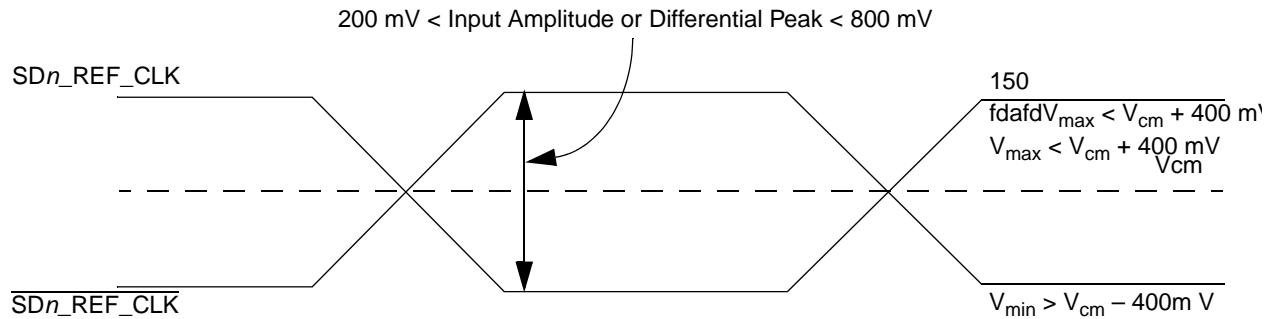 200 mV < Input Amplitude or Differential Peak < 800 mV
SDn_REF_CLK
150
fdafdVmax < Vcm + 400 mV
Vmax < Vcm + 400 mV
Vcm
SDn_REF_CLK
Vmin > Vcm – 400m V